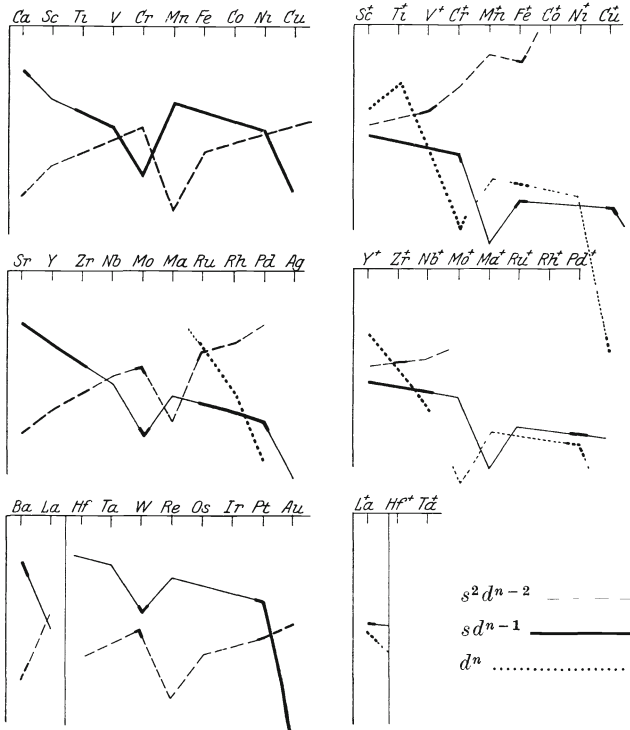 Ca Sc Ti V Cr Mn Fe Co Ni Cu
Sc+ Ti+ V+ Cr+ Mn+ Fe+ Co+ Ni+ Cu+
Sr Y Zr Nb Mo Ma Ru Rh Pd Ag
Y+ Zr+ Nb+ Mo+ Ma+ Ru+ Rh+ Pd+
Ba La Hf Ta W Re Os Ir Pt Au
La+ Hf+ Ta+
s²dⁿ⁻²
sdⁿ⁻¹
dⁿ